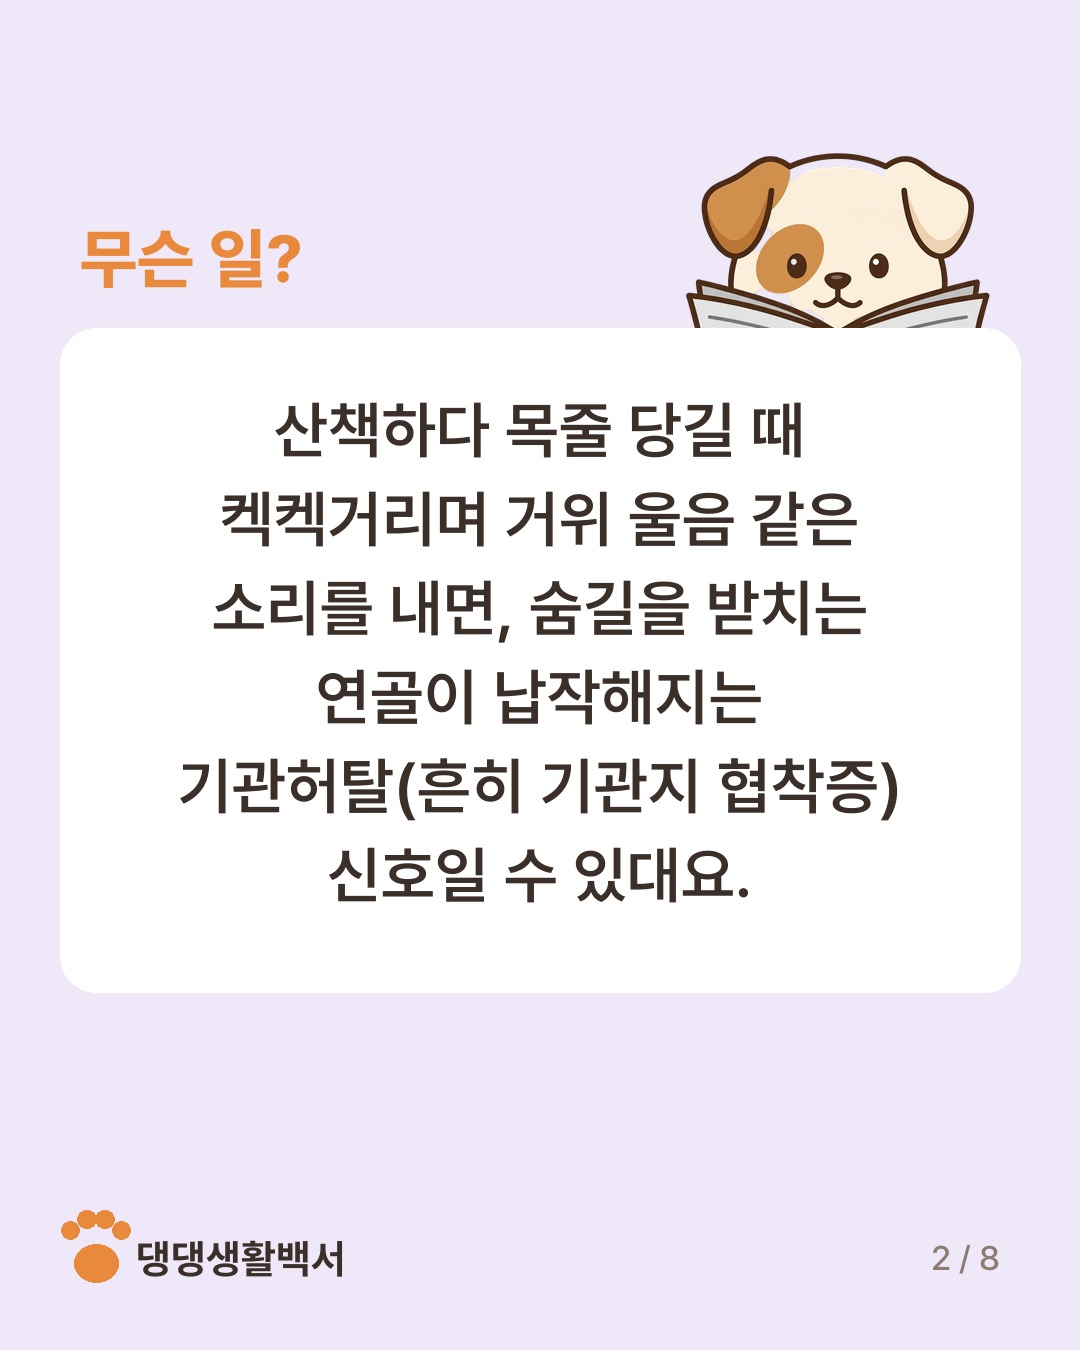 무슨 일?
산책하다 목줄 당길 때
켁켁거리며 거위 울음 같은
소리를 내면, 숨길을 받치는
연골이 납작해지는
기관허탈(흔히 기관지 협착증)
신호일 수 있대요.
댕댕생활백서
2 / 8